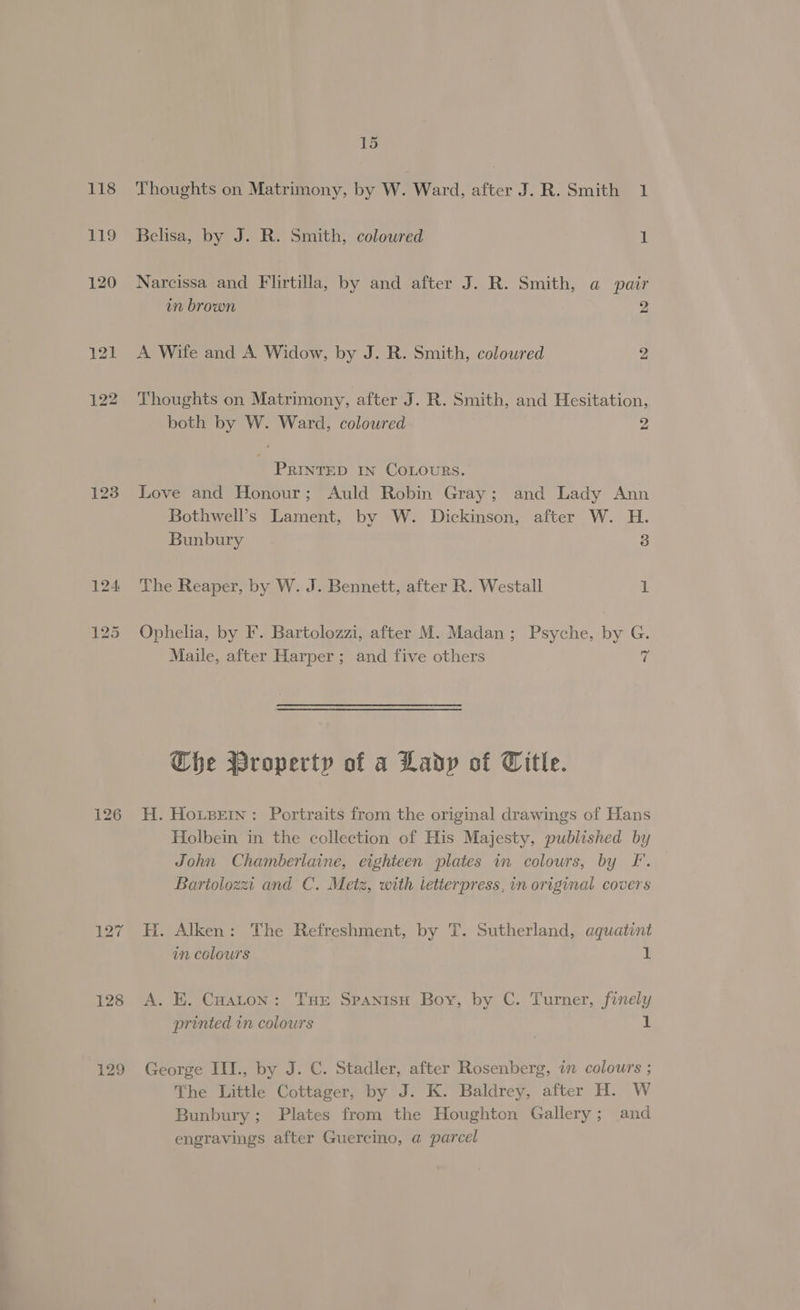 15
118 Thoughts on Matrimony, by W. Ward, after J. R. Smith 1
119 Belisa, by J. R. Smith, coloured 1
120 Narcissa and Flirtilla, by and after J. R. Smith, a pair
in brown 2
121 A Wife and A Widow, by J. R. Smith, coloured 2
122 Thoughts on Matrimony, after J. R. Smith, and Hesitation,
both by W. Ward, coloured 2
PRINTED IN COLOURS.
123 Love and Honour; Auld Robin Gray; and Lady Ann
Bothwell's Lament, by W. Dickinson, after W. H.
Bunbury 3
124 The Reaper, by W. J. Bennett, after R. Westall 1
125 Ophelia, by F. Bartolozzi, after M. Madan; Psyche, by G.
Maile, after Harper; and five others 7
The Property of a Lady of Title.
126 H. HOLBEIN: Portraits from the original drawings of Hans
Holbein in the collection of His Majesty, published by
John Chamberlaine, eighteen plates in colours, by F.
Bartolozzi and C. Metz, with letterpress, in original covers
127 H. Alken: The Refreshment, by T. Sutherland, aquatint
in colours 1
128 A. E. CHALON: THE SPANISH BOY, by C. Turner, finely
printed in colours 1
129 George III., by J. C. Stadler, after Rosenberg, in colours;
The Little Cottager, by J. K. Baldrey, after H. W
Bunbury; Plates from the Houghton Gallery; and
engravings after Guercino, a parcel